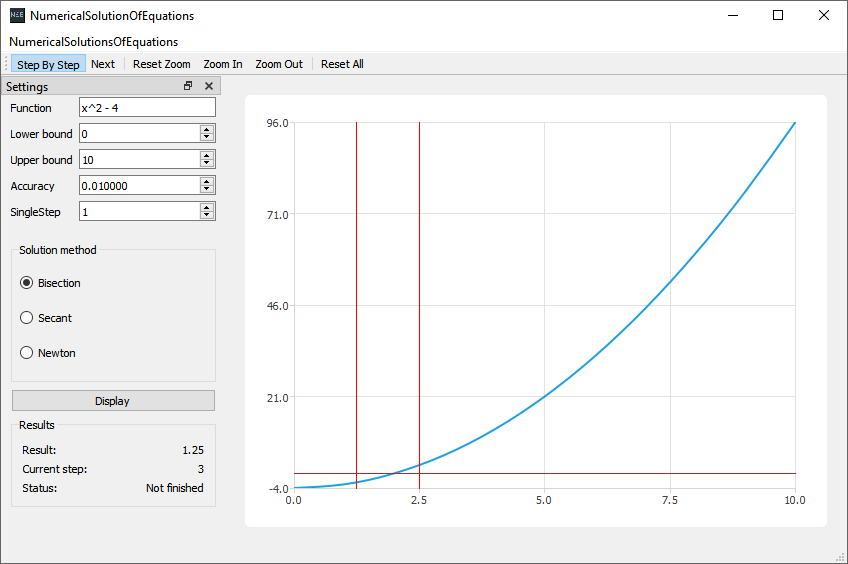 NumericalSolutionOfEquations
NumericalSolutionsOfEquations
Step By Step Next Reset Zoom Zoom In Zoom Out Reset All
Settings
Function x^2 - 4
Lower bound 0
Upper bound 10
Accuracy 0.010000
SingleStep 1
Solution method
Bisection
Secant
Newton
Display
Results
Result: 1.25
Current step: 3
Status: Not finished
96.0
71.0
46.0
21.0
-4.0
0.0 2.5 5.0 7.5 10.0